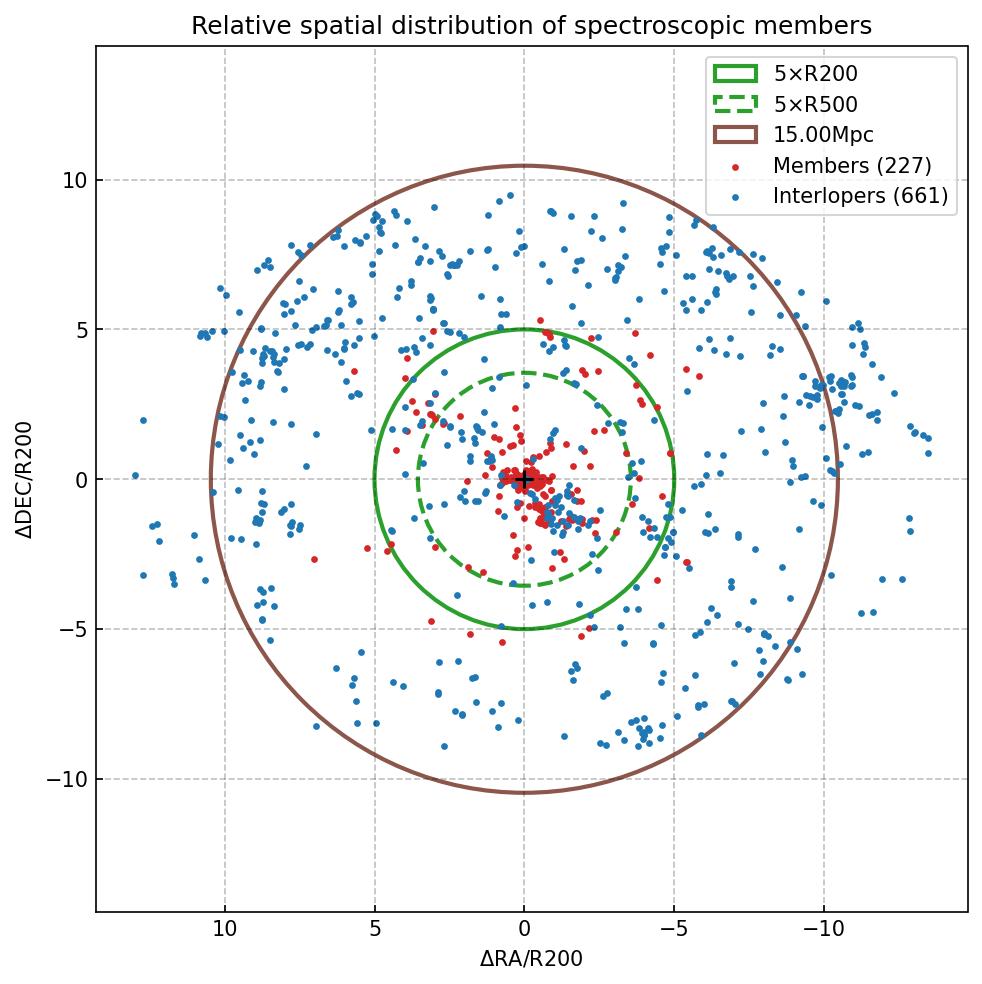 Relative spatial distribution of spectroscopic members
5×R200
5×R500
15.00Mpc
Members (227)
Interlopers (661)
10
5
0
−5
−10
ΔDEC/R200
10
5
0
−5
−10
ΔRA/R200